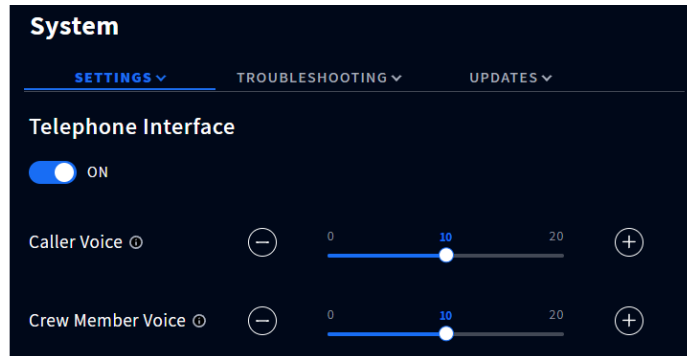 System
SETTINGS TROUBLESHOOTING UPDATES
Telephone Interface
ON
Caller Voice 0 10 20
Crew Member Voice 0 10 20